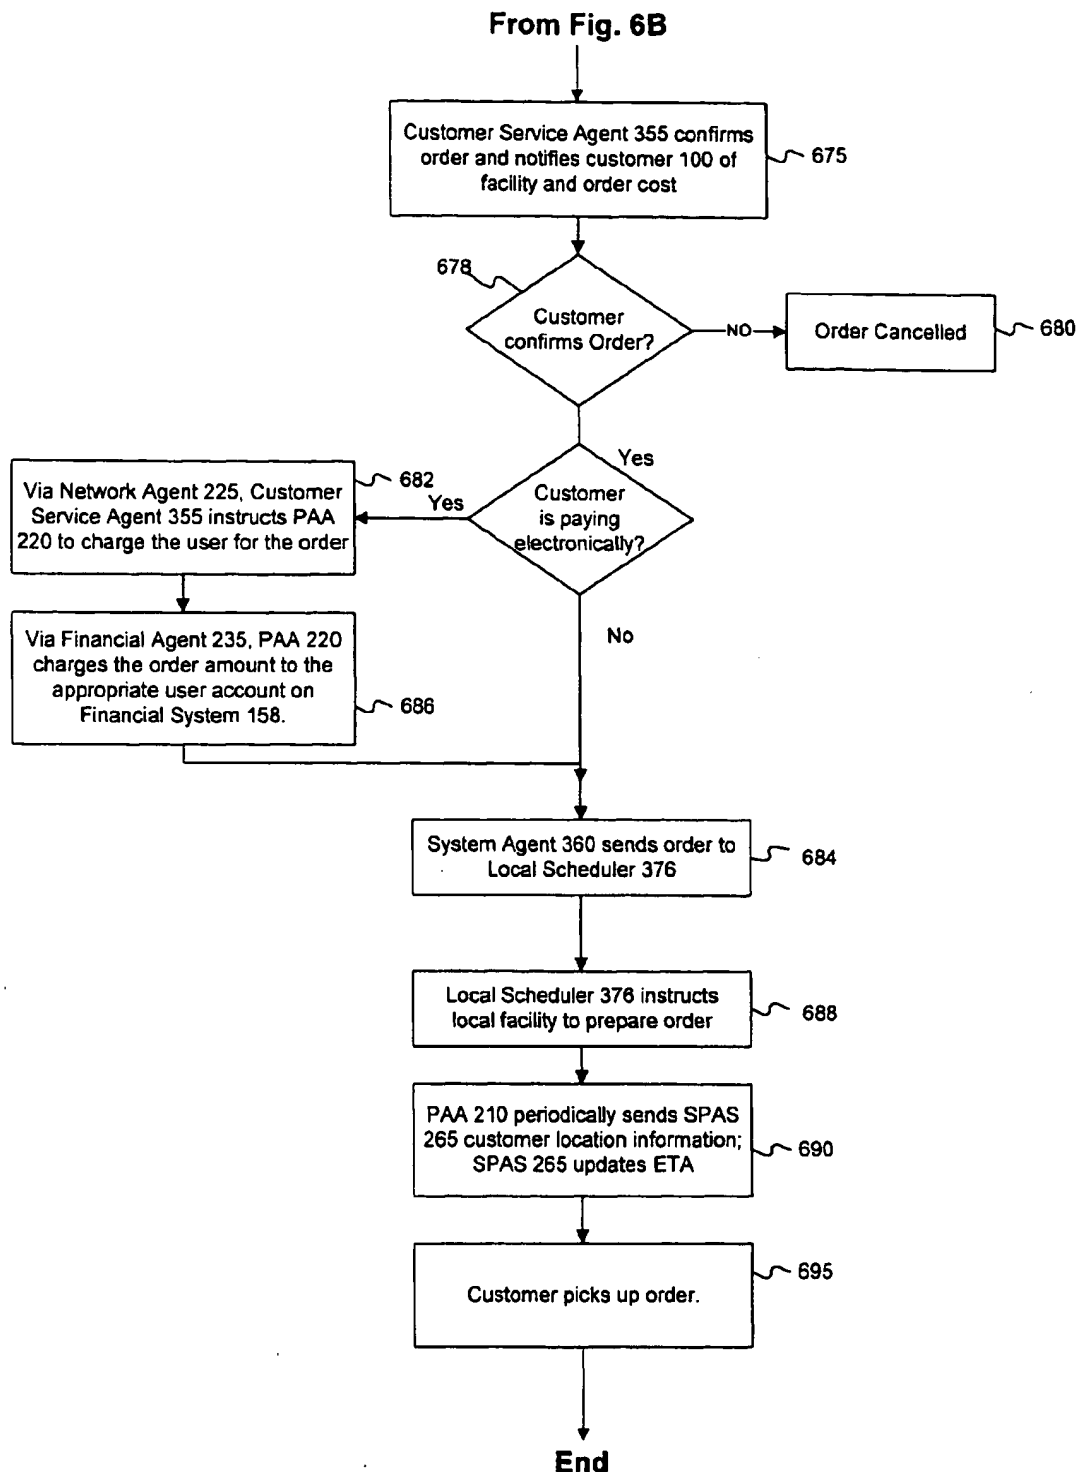 From Fig. 6B
Customer Service Agent 355 confirms
order and notifies customer 100 of
facility and order cost
675
678
Customer
confirms Order?
NO
Order Cancelled
680
Yes
682
Via Network Agent 225, Customer
Service Agent 355 instructs PAA
220 to charge the user for the order
Yes
Customer
is paying
electronically?
Via Financial Agent 235, PAA 220
charges the order amount to the
appropriate user account on
Financial System 158.
686
No
System Agent 360 sends order to
Local Scheduler 376
684
Local Scheduler 376 instructs
local facility to prepare order
688
PAA 210 periodically sends SPAS
265 customer location information;
SPAS 265 updates ETA
690
Customer picks up order.
695
End